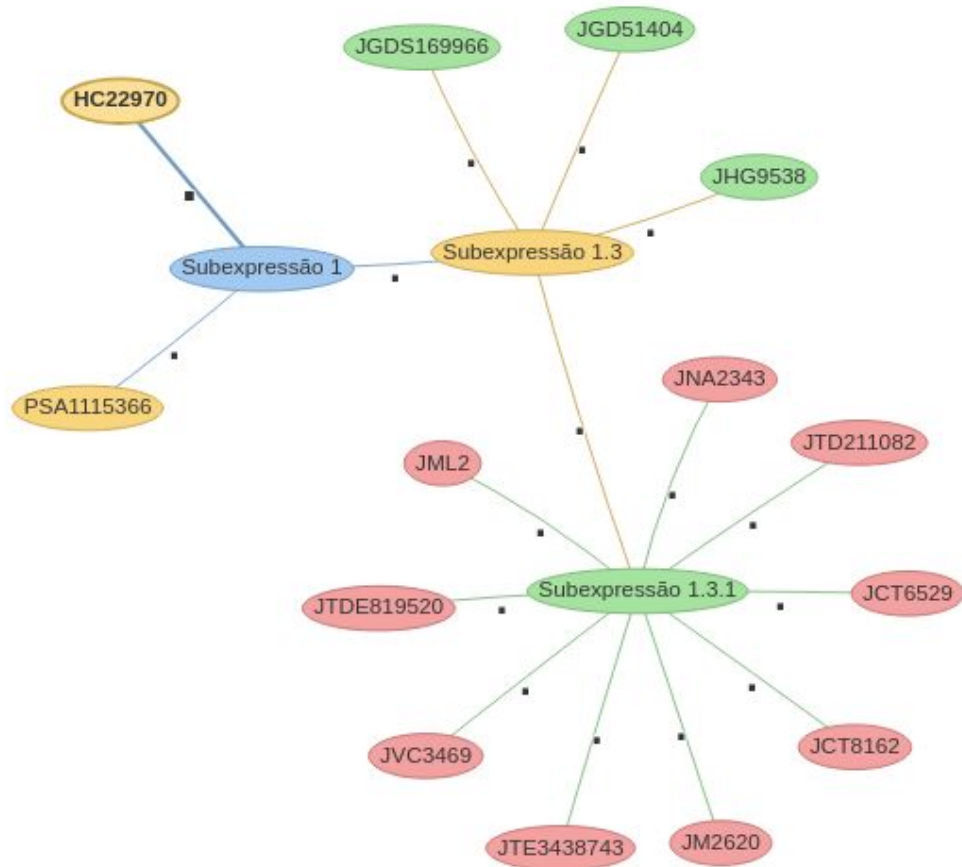 JGD51404
JGDS169966
HC22970
JHG9538
Subexpressão 1.3
Subexpressão 1
JNA2343
PSA1115366
JTD211082
JML2
Subexpressão 1.3.1
JCT6529
JTDE819520
JCT8162
JVC3469
JM2620
JTE3438743